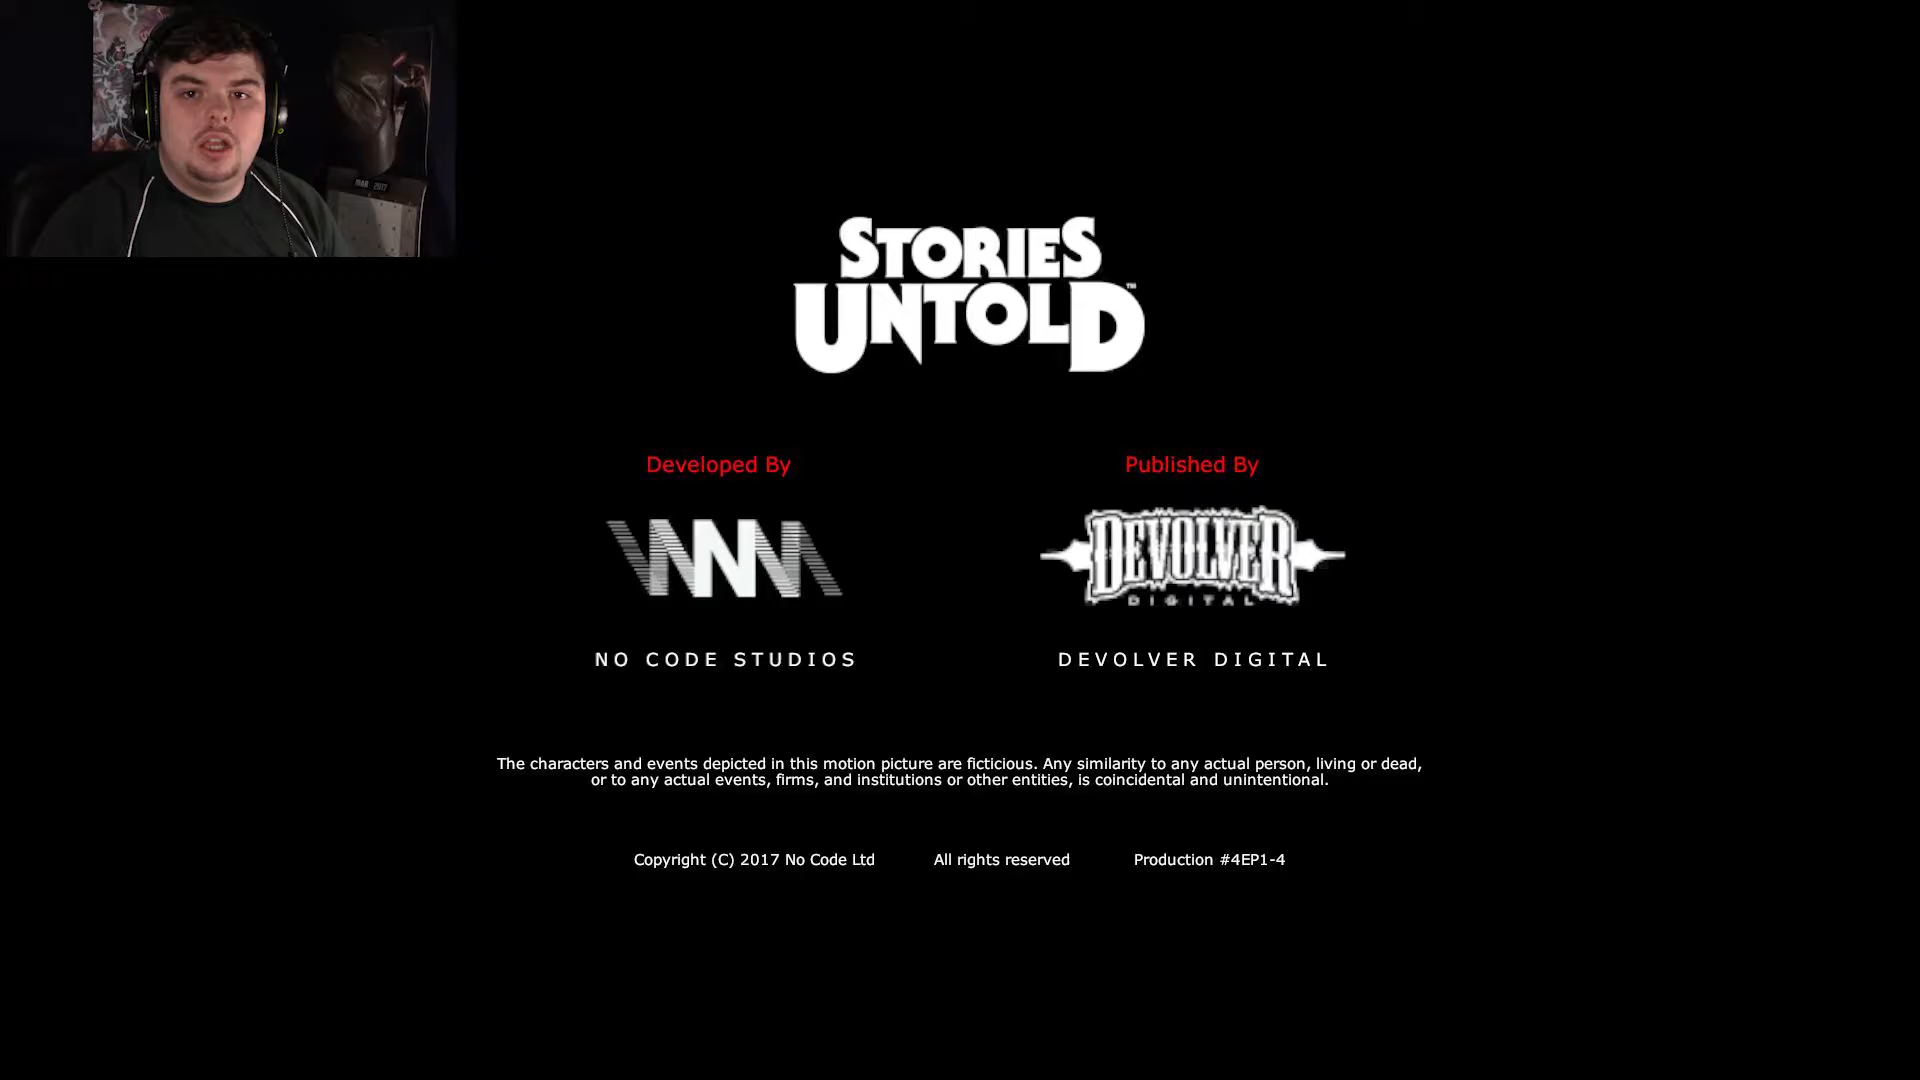 MAR 2017
STORIES
UNTOLD™
Developed By
Published By
DEVOLVER
DIGITAL
NO CODE STUDIOS
DEVOLVER DIGITAL
The characters and events depicted in this motion picture are ficticious. Any similarity to any actual person, living or dead,
or to any actual events, firms, and institutions or other entities, is coincidental and unintentional.
Copyright (C) 2017 No Code Ltd
All rights reserved
Production #4EP1-4